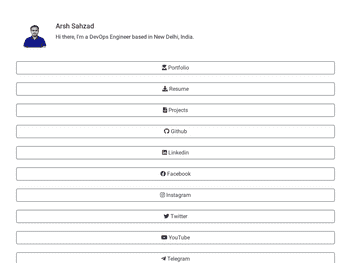 Arsh Sahzad
Hi there, I'm a DevOps Engineer based in New Delhi, India.
Portfolio
Resume
Projects
Github
Linkedin
Facebook
Instagram
Twitter
YouTube
Telegram